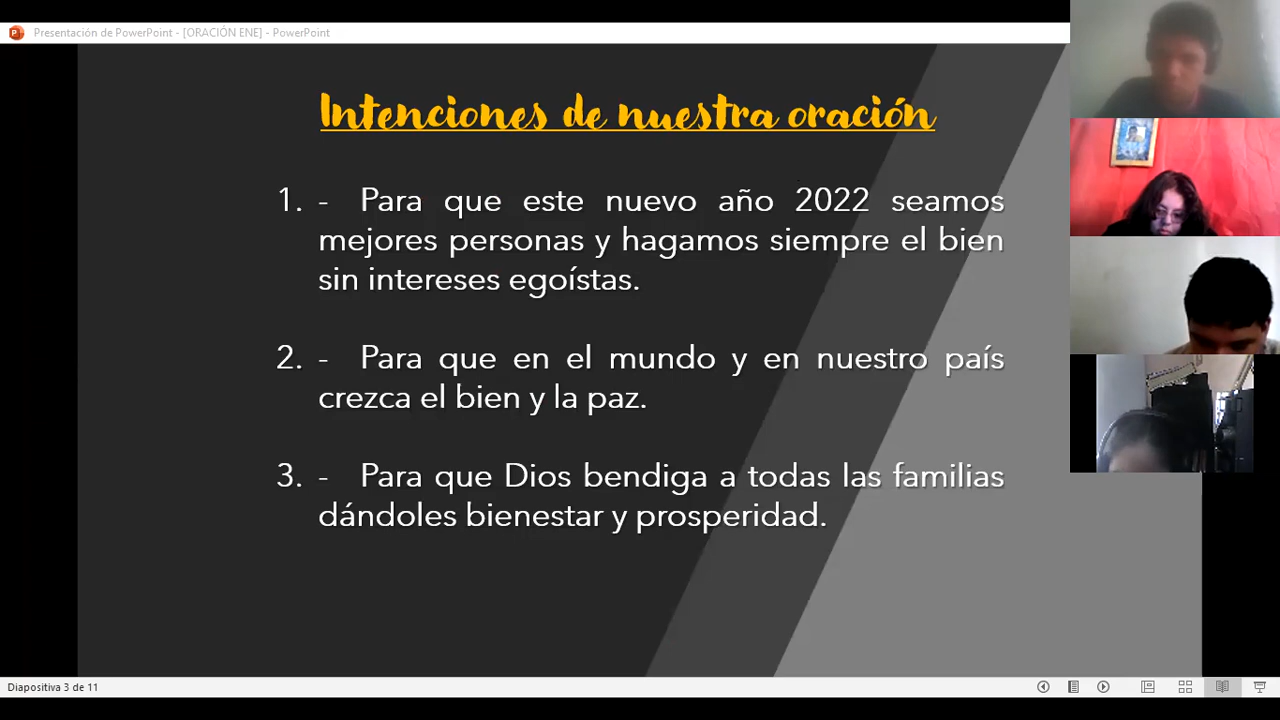 Presentación de PowerPoint - [ORACIÓN ENE] - PowerPoint
Intenciones de nuestra oración
1. - Para que este nuevo año 2022 seamos
mejores personas y hagamos siempre el bien
sin intereses egoístas.
2. - Para que en el mundo y en nuestro país
crezca el bien y la paz.
3. - Para que Dios bendiga a todas las familias
dándoles bienestar y prosperidad.
Diapositiva 3 de 11